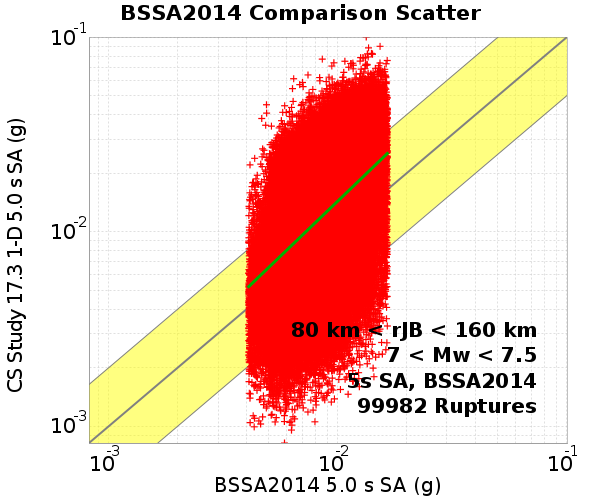 BSSA2014 Comparison Scatter
10-1
10-2
10-3
CS Study 17.3 1-D 5.0 s SA (g)
80 km < rJB < 160 km
7 < Mw < 7.5
5s SA, BSSA2014
99982 Ruptures
10-3 10-2 10-1
BSSA2014 5.0 s SA (g)